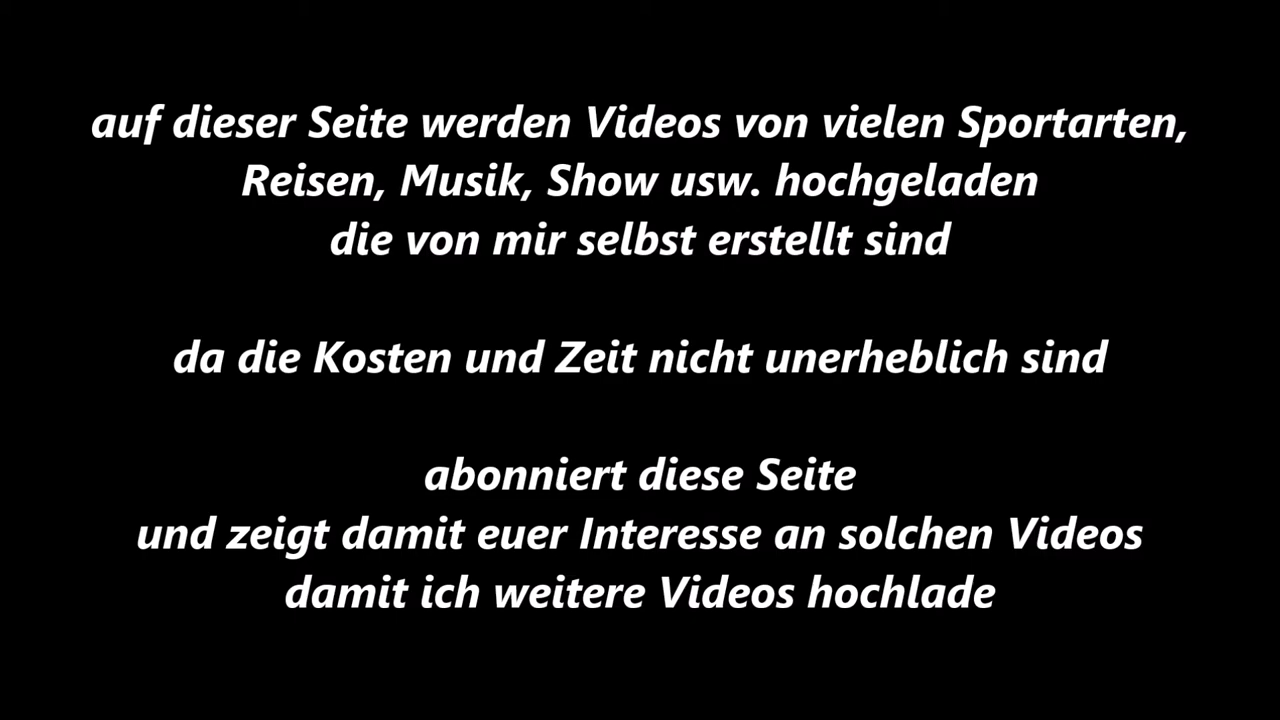 auf dieser Seite werden Videos von vielen Sportarten,
Reisen, Musik, Show usw. hochgeladen
die von mir selbst erstellt sind
da die Kosten und Zeit nicht unerheblich sind
abonniert diese Seite
und zeigt damit euer Interesse an solchen Videos
damit ich weitere Videos hochlade